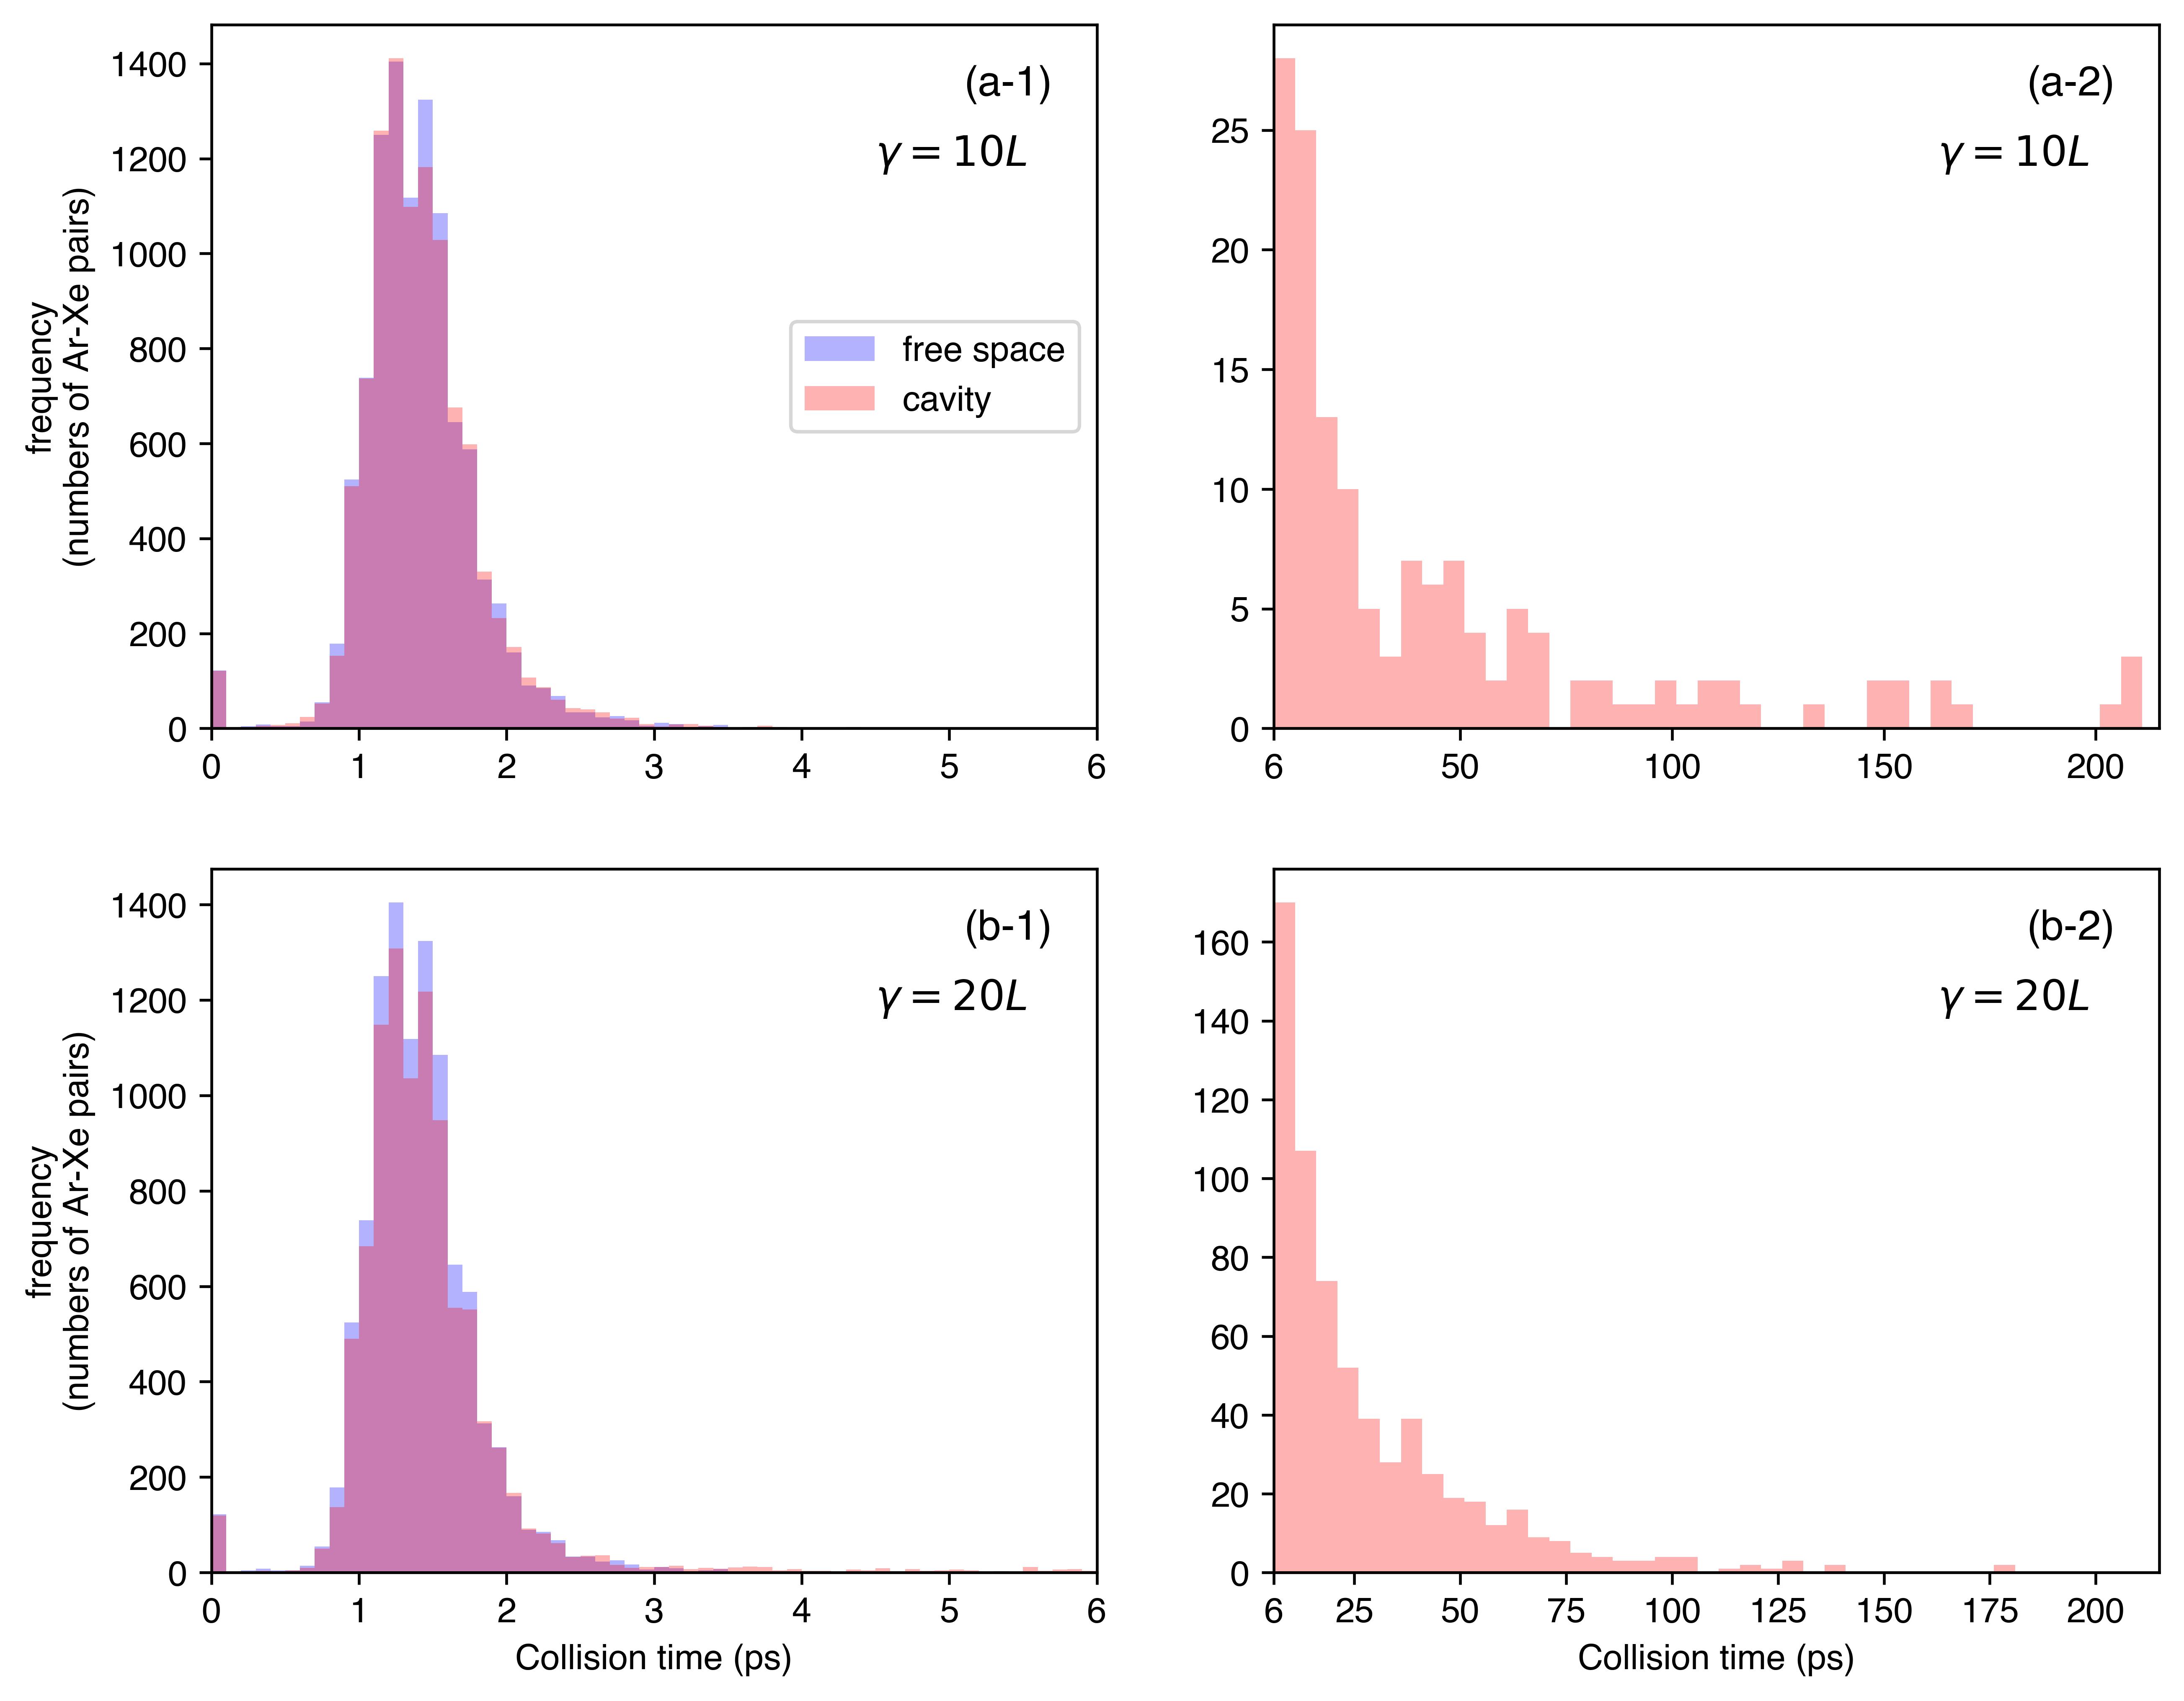 (a-1)
γ = 10L
1400
1200
1000
800
600
400
200
0
frequency
(numbers of Ar-Xe pairs)
free space
cavity
0 1 2 3 4 5 6
(a-2)
γ = 10L
25
20
15
10
5
0
6 50 100 150 200
(b-1)
γ = 20L
1400
1200
1000
800
600
400
200
0
frequency
(numbers of Ar-Xe pairs)
0 1 2 3 4 5 6
Collision time (ps)
(b-2)
γ = 20L
160
140
120
100
80
60
40
20
0
6 25 50 75 100 125 150 175 200
Collision time (ps)